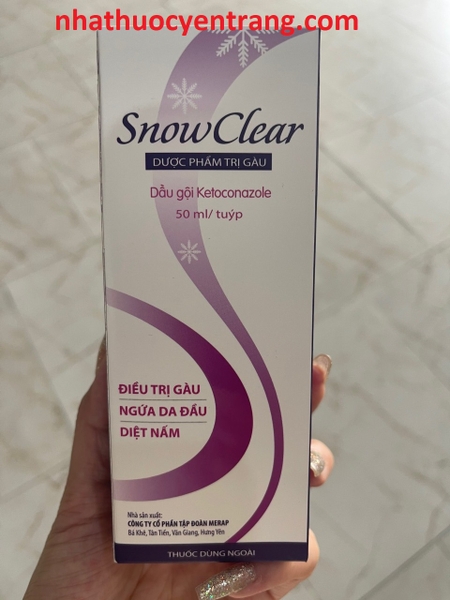 nhathuocyentrang.com
SnowClear
DƯỢC PHẨM TRỊ GÀU
Dầu gội Ketoconazole
50 ml/ tuýp
ĐIỀU TRỊ GÀU
NGỨA DA ĐẦU
DIỆT NẤM
Nhà sản xuất:
CÔNG TY CỔ PHẦN TẬP ĐOÀN MERAP
Bá Khê, Tân Tiến, Văn Giang, Hưng Yên
THUỐC DÙNG NGOÀI